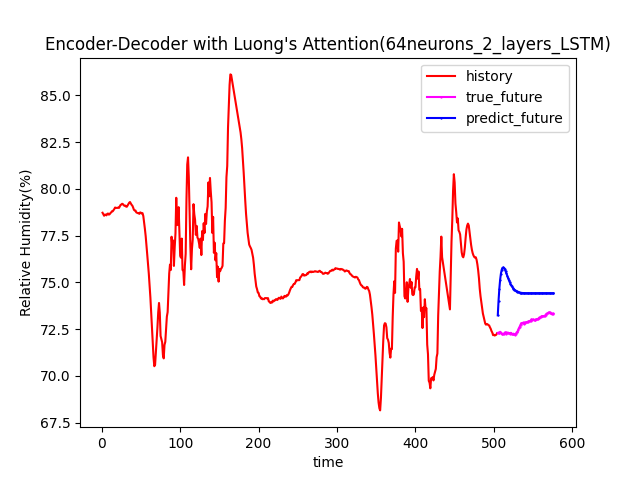 Encoder-Decoder with Luong's Attention(64neurons_2_layers_LSTM)
history
true_future
predict_future
Relative Humidity(%)
85.0
82.5
80.0
77.5
75.0
72.5
70.0
67.5
0 100 200 300 400 500 600
time